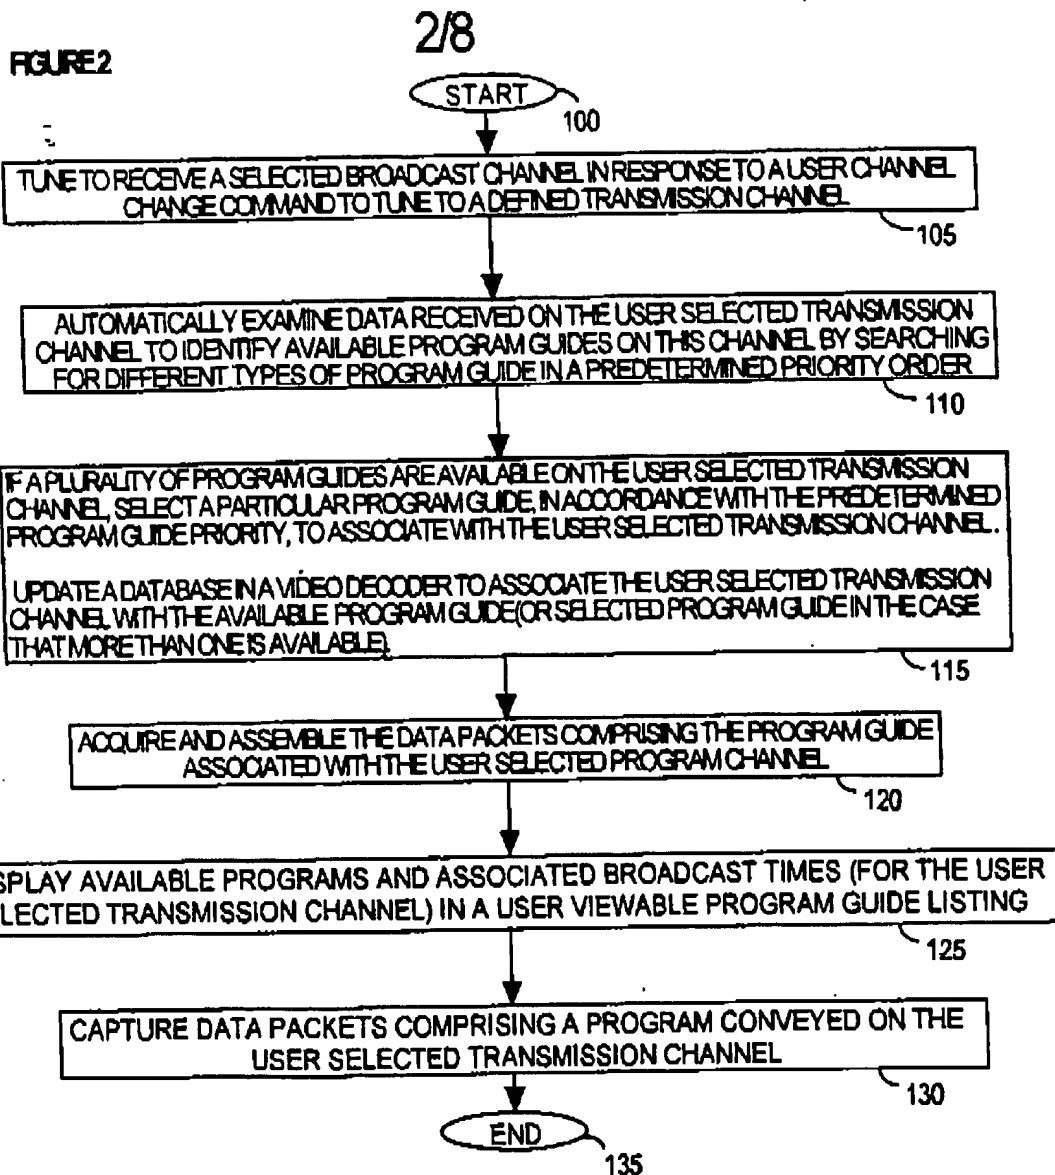 2/8
FIGURE 2
START
100
TUNE TO RECEIVE A SELECTED BROADCAST CHANNEL IN RESPONSE TO A USER CHANNEL
CHANGE COMMAND TO TUNE TO A DEFINED TRANSMISSION CHANNEL
105
AUTOMATICALLY EXAMINE DATA RECEIVED ON THE USER SELECTED TRANSMISSION
CHANNEL TO IDENTIFY AVAILABLE PROGRAM GUIDES ON THIS CHANNEL BY SEARCHING
FOR DIFFERENT TYPES OF PROGRAM GUIDE IN A PREDETERMINED PRIORITY ORDER
110
IF A PLURALITY OF PROGRAM GUIDES ARE AVAILABLE ON THE USER SELECTED TRANSMISSION
CHANNEL, SELECT A PARTICULAR PROGRAM GUIDE, IN ACCORDANCE WITH THE PREDETERMINED
PROGRAM GUIDE PRIORITY, TO ASSOCIATE WITH THE USER SELECTED TRANSMISSION CHANNEL.
UPDATE A DATABASE IN A VIDEO DECODER TO ASSOCIATE THE USER SELECTED TRANSMISSION
CHANNEL WITH THE AVAILABLE PROGRAM GUIDE (OR SELECTED PROGRAM GUIDE IN THE CASE
THAT MORE THAN ONE IS AVAILABLE).
115
ACQUIRE AND ASSEMBLE THE DATA PACKETS COMPRISING THE PROGRAM GUIDE
ASSOCIATED WITH THE USER SELECTED PROGRAM CHANNEL
120
SPLAY AVAILABLE PROGRAMS AND ASSOCIATED BROADCAST TIMES (FOR THE USER
LECTED TRANSMISSION CHANNEL) IN A USER VIEWABLE PROGRAM GUIDE LISTING
125
CAPTURE DATA PACKETS COMPRISING A PROGRAM CONVEYED ON THE
USER SELECTED TRANSMISSION CHANNEL
130
END
135